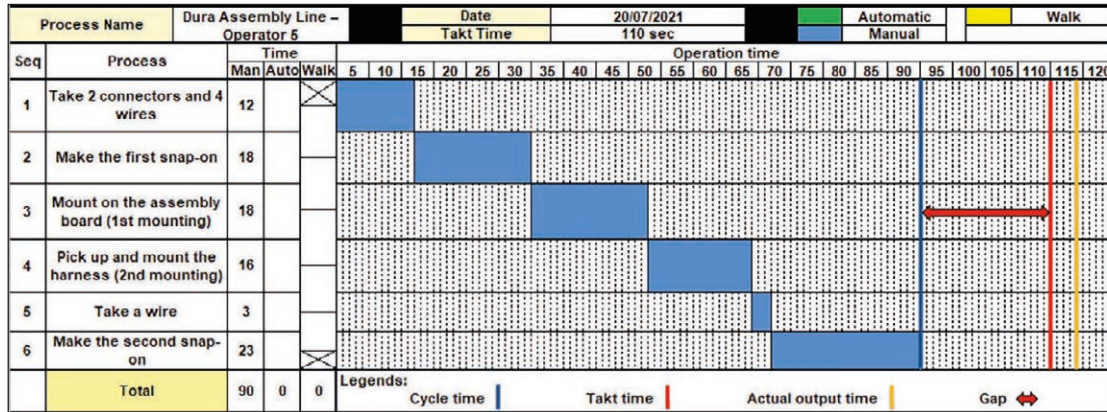 Process Name Dura Assembly Line – Operator 5 Date 20/07/2021 Automatic Walk
Takt Time 110 sec Manual
Seq Process Time Operation time
Man Auto Walk 5 10 15 20 25 30 35 40 45 50 55 60 65 70 75 80 85 90 95 100 105 110 115 120
1 Take 2 connectors and 4 wires 12
2 Make the first snap-on 18
3 Mount on the assembly board (1st mounting) 18
4 Pick up and mount the harness (2nd mounting) 16
5 Take a wire 3
6 Make the second snap-on 23
Total 90 0 0 Legends:
Cycle time Takt time Actual output time Gap